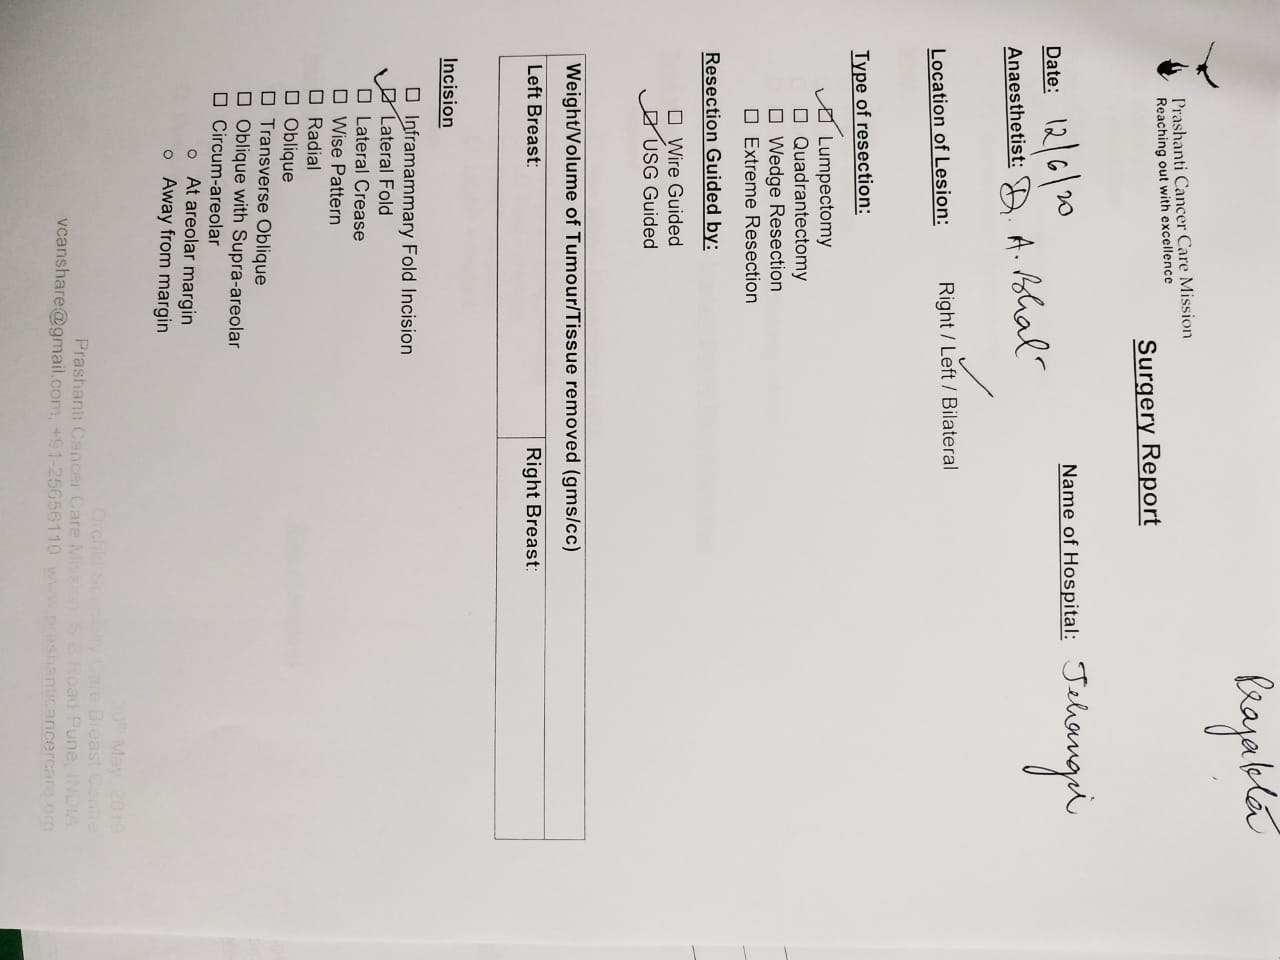 Prashanti Cancer Care Mission
Reaching out with excellence
Surgery Report
Date: 12/6/20 Name of Hospital: Jehangir
Anaesthetist: Dr. A. Bhal
Location of Lesion: Right / Left / Bilateral
Type of resection:
☑ Lumpectomy
☐ Quadrantectomy
☐ Wedge Resection
☐ Extreme Resection
Resection Guided by:
☐ Wire Guided
☑ USG Guided
Weight/Volume of Tumour/Tissue removed (gms/cc)
Left Breast: Right Breast:
Incision
☐ Inframammary Fold Incision
☑ Lateral Fold
☐ Lateral Crease
☐ Wise Pattern
☐ Radial
☐ Oblique
☐ Transverse Oblique
☐ Oblique with Supra-areolar
☐ Circum-areolar
○ At areolar margin
○ Away from margin
10th May 2019
Orchid Specialty Care Breast Centre
Prashanti Cancer Care Mission, S B Road Pune, INDIA
vcanshare@gmail.com, +91-25656110 www.prashanticancercare.org